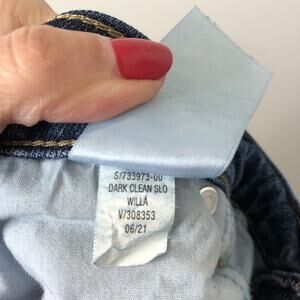 S/733973-00
DARK CLEAN SLO
WILLA
V/308353
06/21